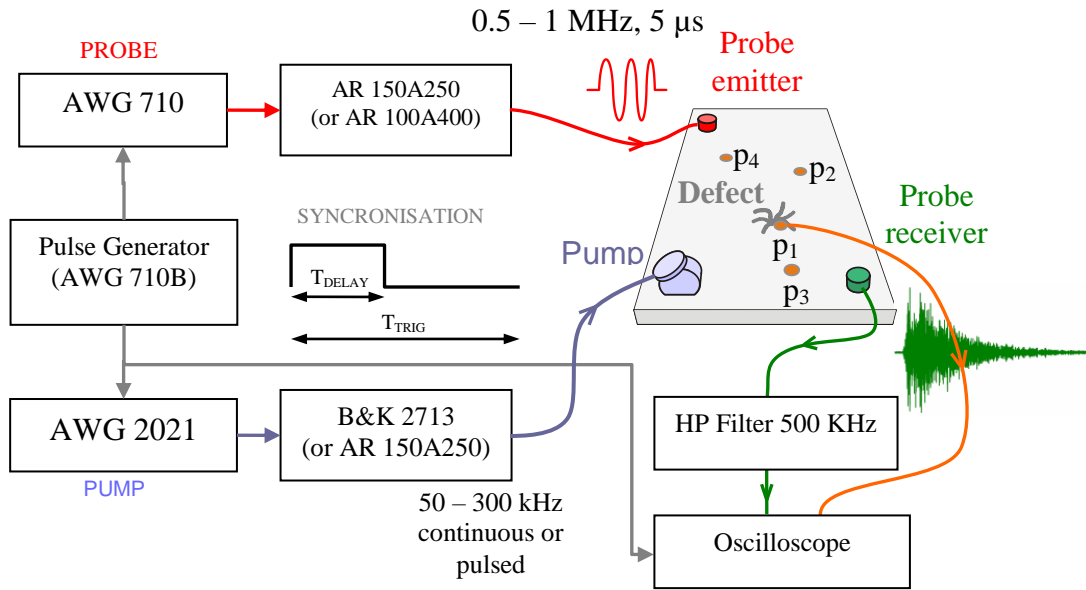 0.5 – 1 MHz, 5 µs
PROBE
Probe
emitter
AWG 710
AR 150A250
(or AR 100A400)
p4
p2
Defect
SYNCRONISATION
Probe
receiver
Pulse Generator
(AWG 710B)
Pump
p1
TDELAY
p3
TTRIG
AWG 2021
B&K 2713
(or AR 150A250)
HP Filter 500 KHz
PUMP
50 – 300 kHz
continuous or
pulsed
Oscilloscope